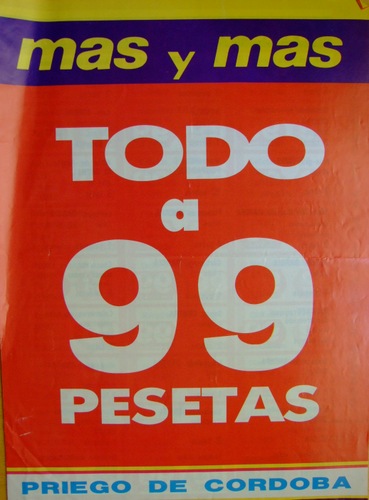 mas y mas
TODO
a
99
PESETAS
PRIEGO DE CORDOBA